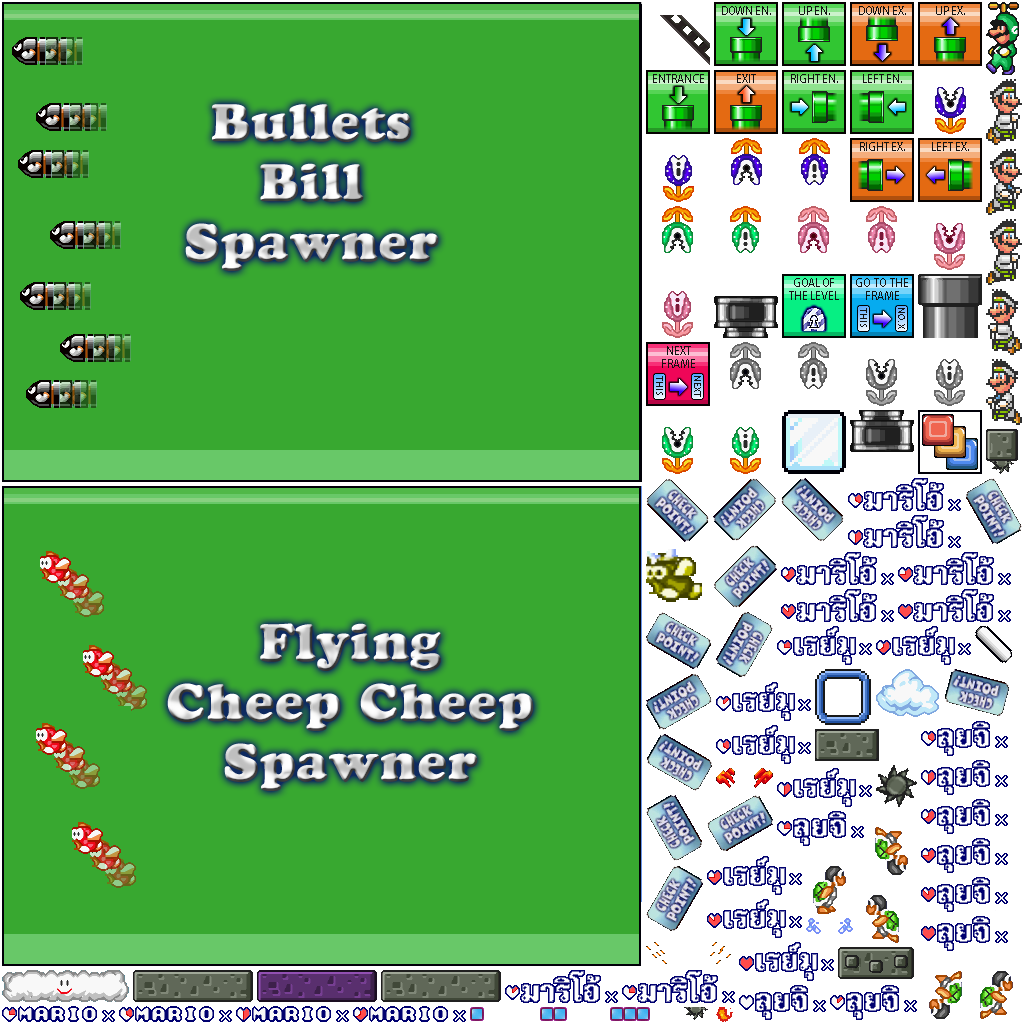 Bullets
Bill
Spawner
DOWN EN.
UP EN.
DOWN EX.
UP EX.
ENTRANCE
EXIT
RIGHT EN.
LEFT EN.
RIGHT EX.
LEFT EX.
GOAL OF
THE LEVEL
GO TO THE
FRAME
THIS
NO. X
NEXT
FRAME
THIS
NEXT
Flying
Cheep Cheep
Spawner
CHECK
POINT!
CHECK
POINT!
CHECK
POINT!
มาริโอ้ x
CHECK
POINT!
มาริโอ้ x
CHECK
POINT!
มาริโอ้ x
มาริโอ้ x
มาริโอ้ x
มาริโอ้ x
CHECK
POINT!
CHECK
POINT!
เรย์มุ x
เรย์มุ x
CHECK
POINT!
เรย์มุ x
CHECK
POINT!
เรย์มุ x
ลุยจิ x
CHECK
POINT!
เรย์มุ x
ลุยจิ x
CHECK
POINT!
CHECK
POINT!
ลุยจิ x
ลุยจิ x
ลุยจิ x
CHECK
POINT!
เรย์มุ x
ลุยจิ x
เรย์มุ x
ลุยจิ x
เรย์มุ x
มาริโอ้ x
มาริโอ้ x
ลุยจิ x
ลุยจิ x
MARIO x
MARIO x
MARIO x
MARIO x